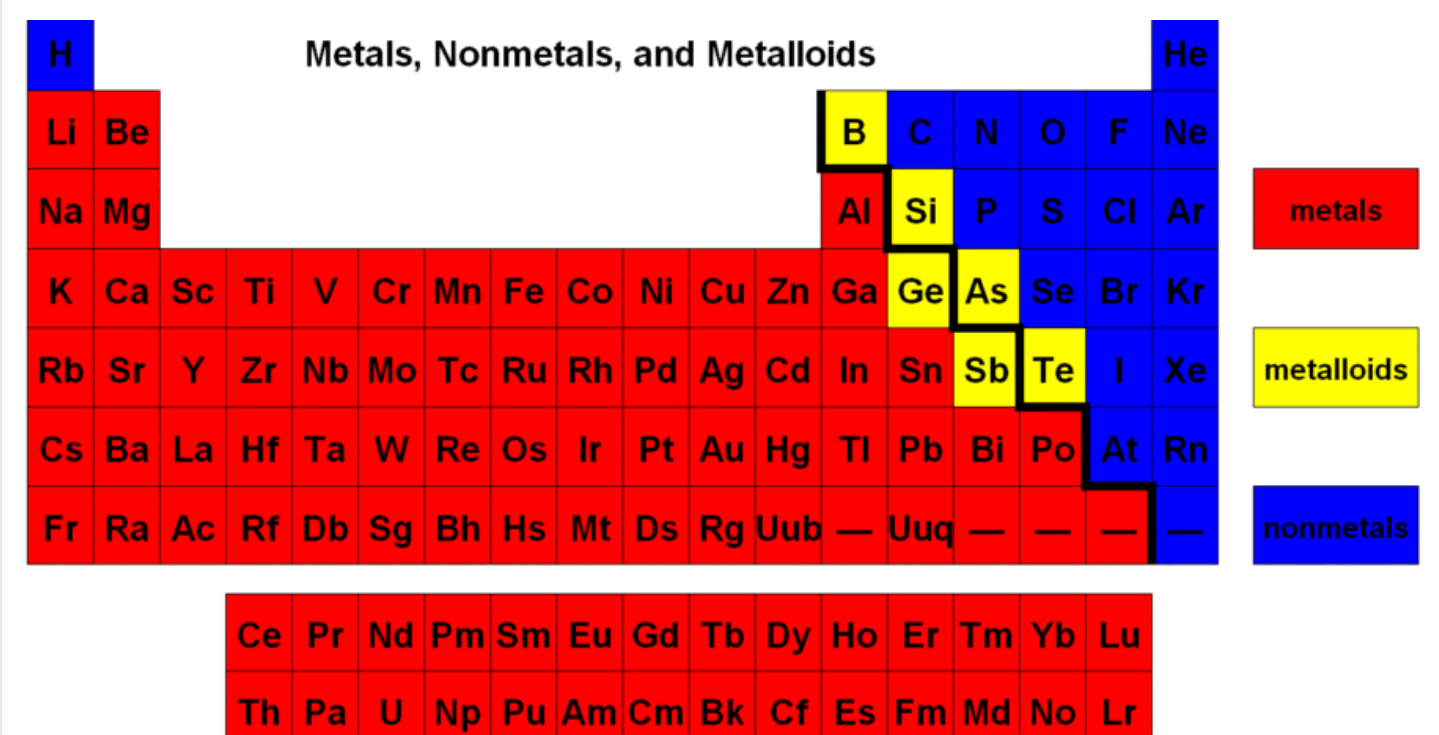 H Metals, Nonmetals, and Metalloids He
Li Be B C N O F Ne
Na Mg Al Si P S Cl Ar metals
K Ca Sc Ti V Cr Mn Fe Co Ni Cu Zn Ga Ge As Se Br Kr
Rb Sr Y Zr Nb Mo Tc Ru Rh Pd Ag Cd In Sn Sb Te I Xe metalloids
Cs Ba La Hf Ta W Re Os Ir Pt Au Hg Tl Pb Bi Po At Rn
Fr Ra Ac Rf Db Sg Bh Hs Mt Ds Rg Uub — Uuq — — — — nonmetals
Ce Pr Nd Pm Sm Eu Gd Tb Dy Ho Er Tm Yb Lu
Th Pa U Np Pu Am Cm Bk Cf Es Fm Md No Lr